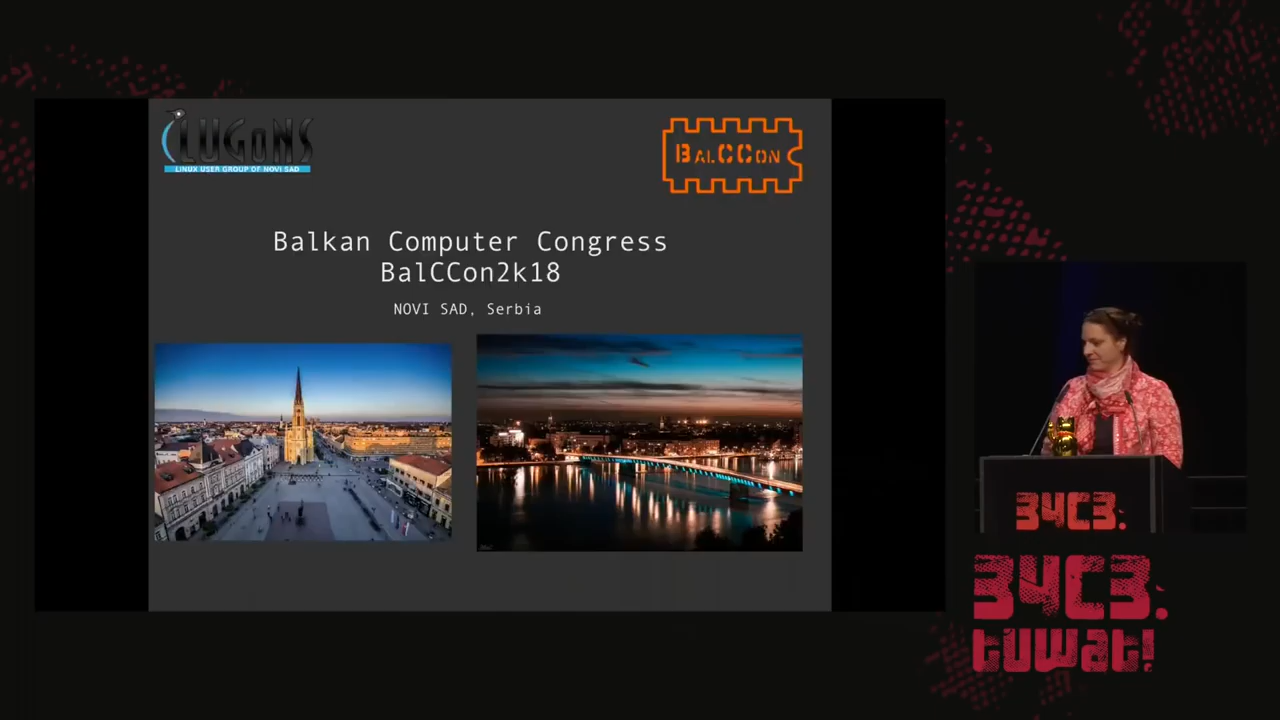 LUGoNS
LINUX USER GROUP OF NOVI SAD
BALCCON
Balkan Computer Congress
BalCCon2k18
NOVI SAD, Serbia
34C3.
34C3.
tuwat!